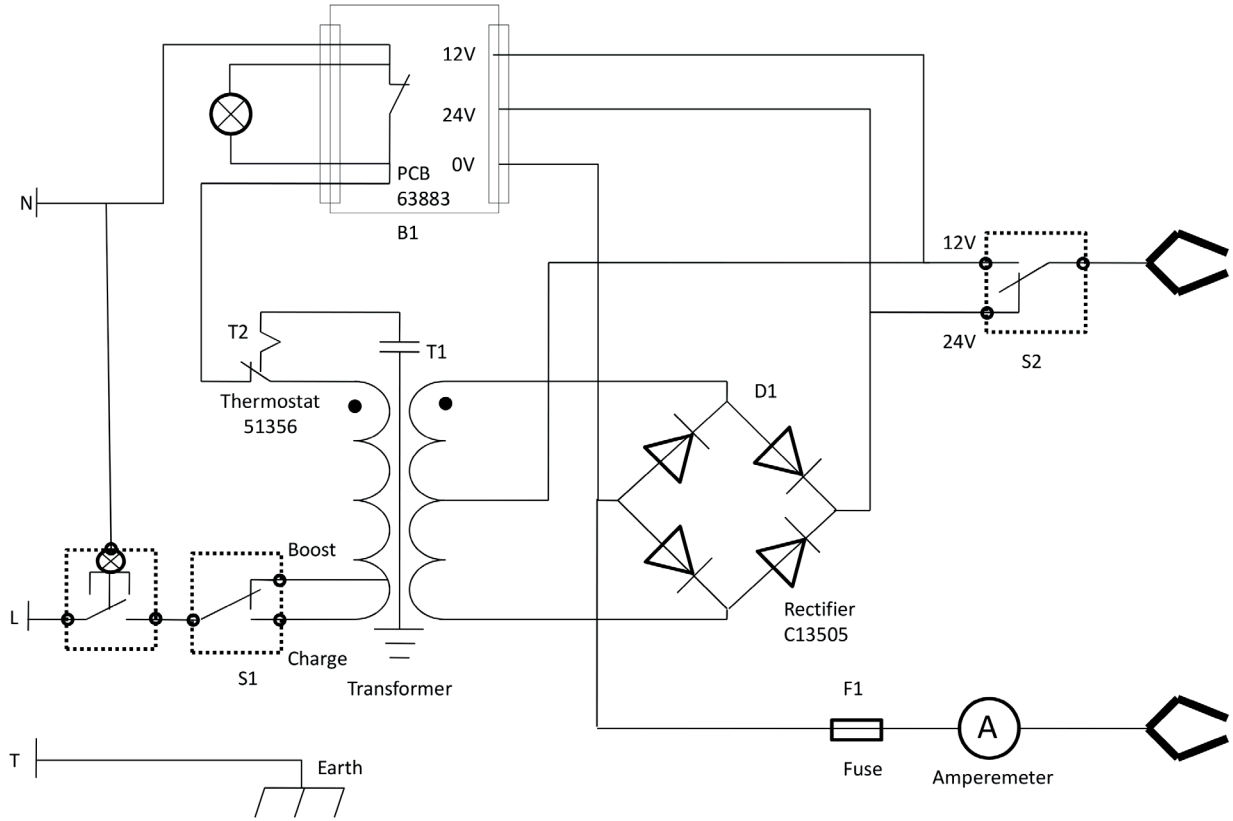 12V
24V
0V
PCB
63883
B1
N
12V
24V
S2
T2
T1
Thermostat
51356
D1
Boost
L
Charge
S1
Transformer
Rectifier
C13505
F1
A
Fuse
Amperemeter
T
Earth